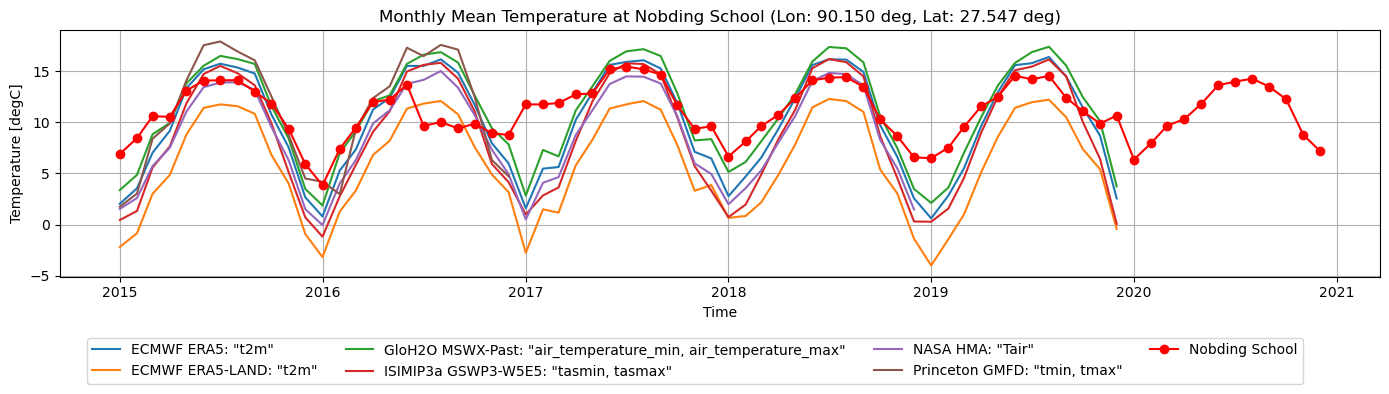 Monthly Mean Temperature at Nobding School (Lon: 90.150 deg, Lat: 27.547 deg)
Temperature [degC]
15
10
5
0
−5
2015 2016 2017 2018 2019 2020 2021
Time
ECMWF ERA5: "t2m" GloH2O MSWX-Past: "air_temperature_min, air_temperature_max" NASA HMA: "Tair" Nobding School
ECMWF ERA5-LAND: "t2m" ISIMIP3a GSWP3-W5E5: "tasmin, tasmax" Princeton GMFD: "tmin, tmax"